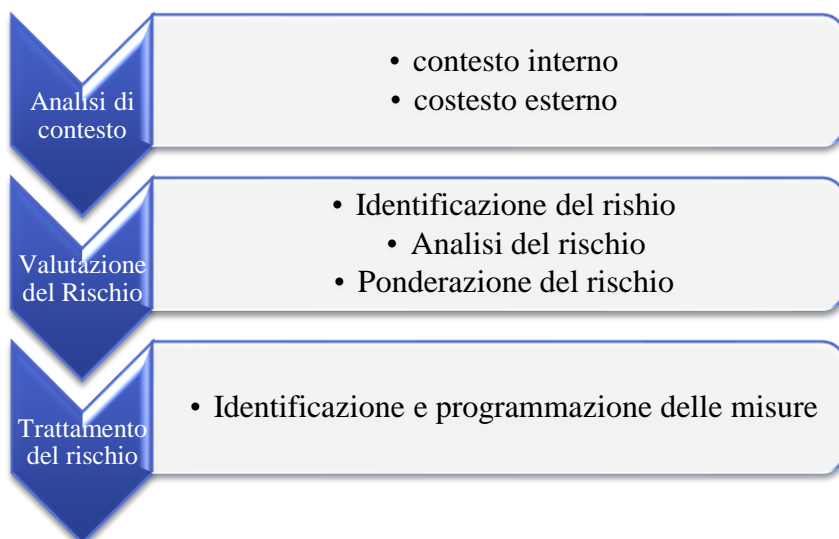 Analisi di
contesto
• contesto interno
• costesto esterno
Valutazione
del Rischio
• Identificazione del rishio
• Analisi del rischio
• Ponderazione del rischio
Trattamento
del rischio
• Identificazione e programmazione delle misure